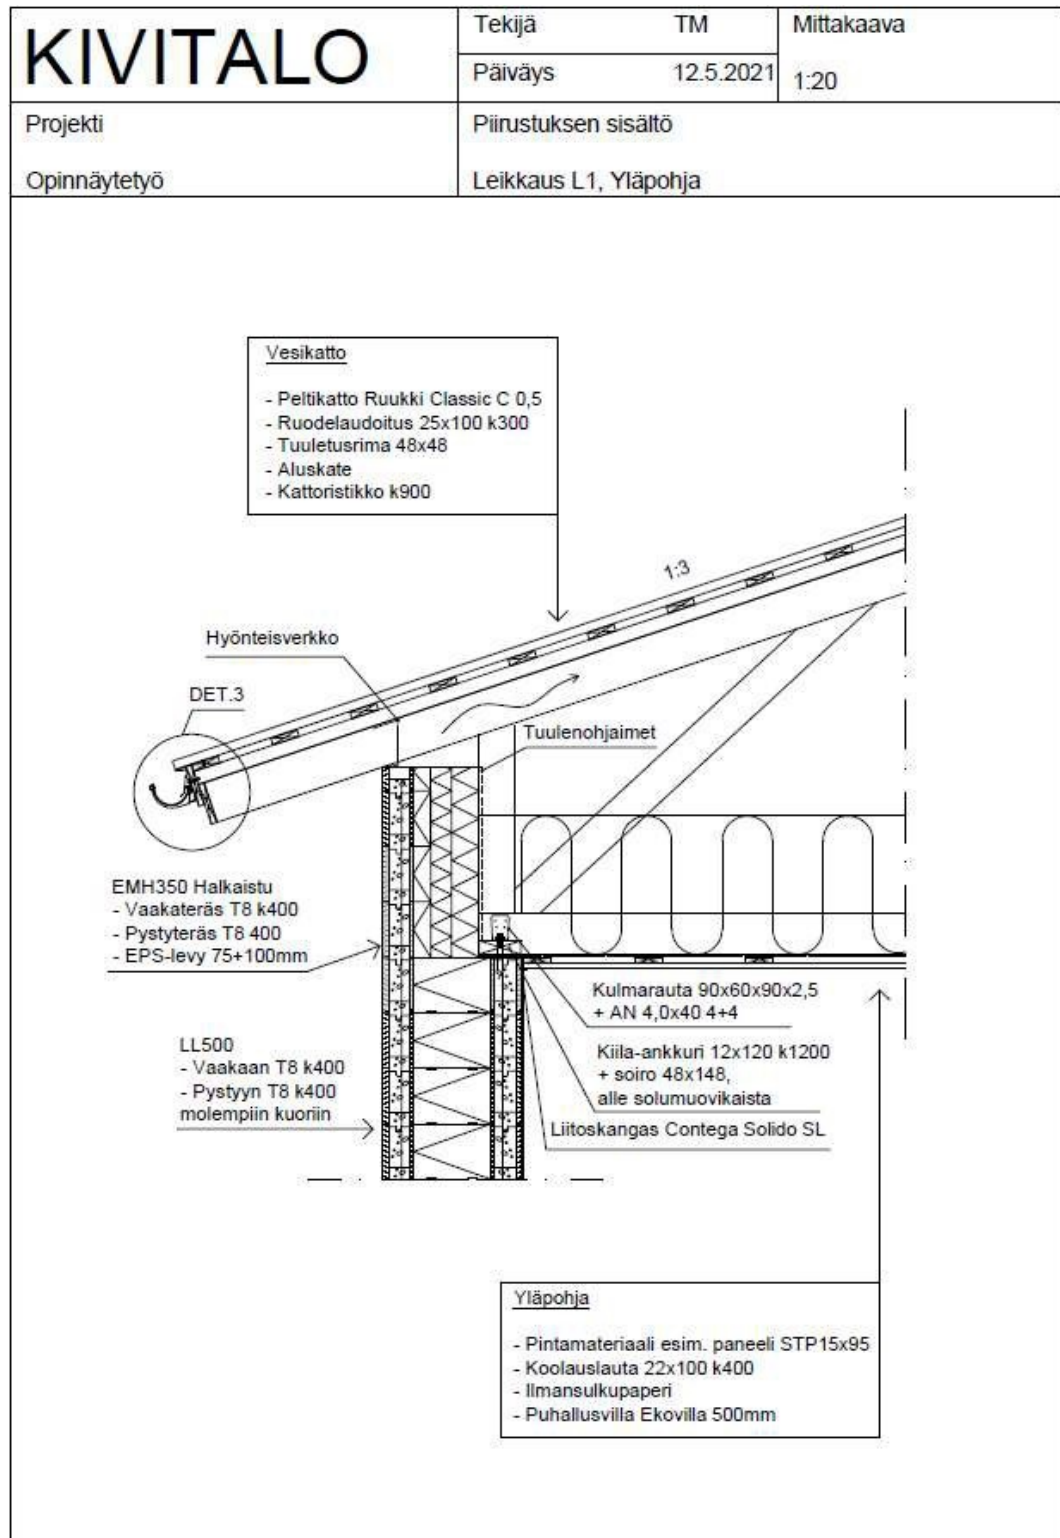 KIVITALO
Tekijä TM
Mittakaava
Päiväys 12.5.2021
1:20
Projekti
Opinnäytetyö
Piirustuksen sisältö
Leikkaus L1, Yläpohja
Vesikatto
- Peltikatto Ruukki Classic C 0,5
- Ruodelaudoitus 25x100 k300
- Tuuletusrima 48x48
- Aluskate
- Kattoristikko k900
1:3
Hyönteisverkko
DET.3
Tuulenohjaimet
EMH350 Halkaistu
- Vaakateräs T8 k400
- Pystyteräs T8 400
- EPS-levy 75+100mm
Kulmarauta 90x60x90x2,5
+ AN 4,0x40 4+4
LL500
- Vaakaan T8 k400
- Pystyyn T8 k400
molempiin kuoriin
Kiila-ankkuri 12x120 k1200
+ soiro 48x148,
alle solumuovikaista
Liitoskangas Contega Solido SL
Yläpohja
- Pintamateriaali esim. paneeli STP15x95
- Koolauslauta 22x100 k400
- Ilmansulkupaperi
- Puhallusvilla Ekovilla 500mm